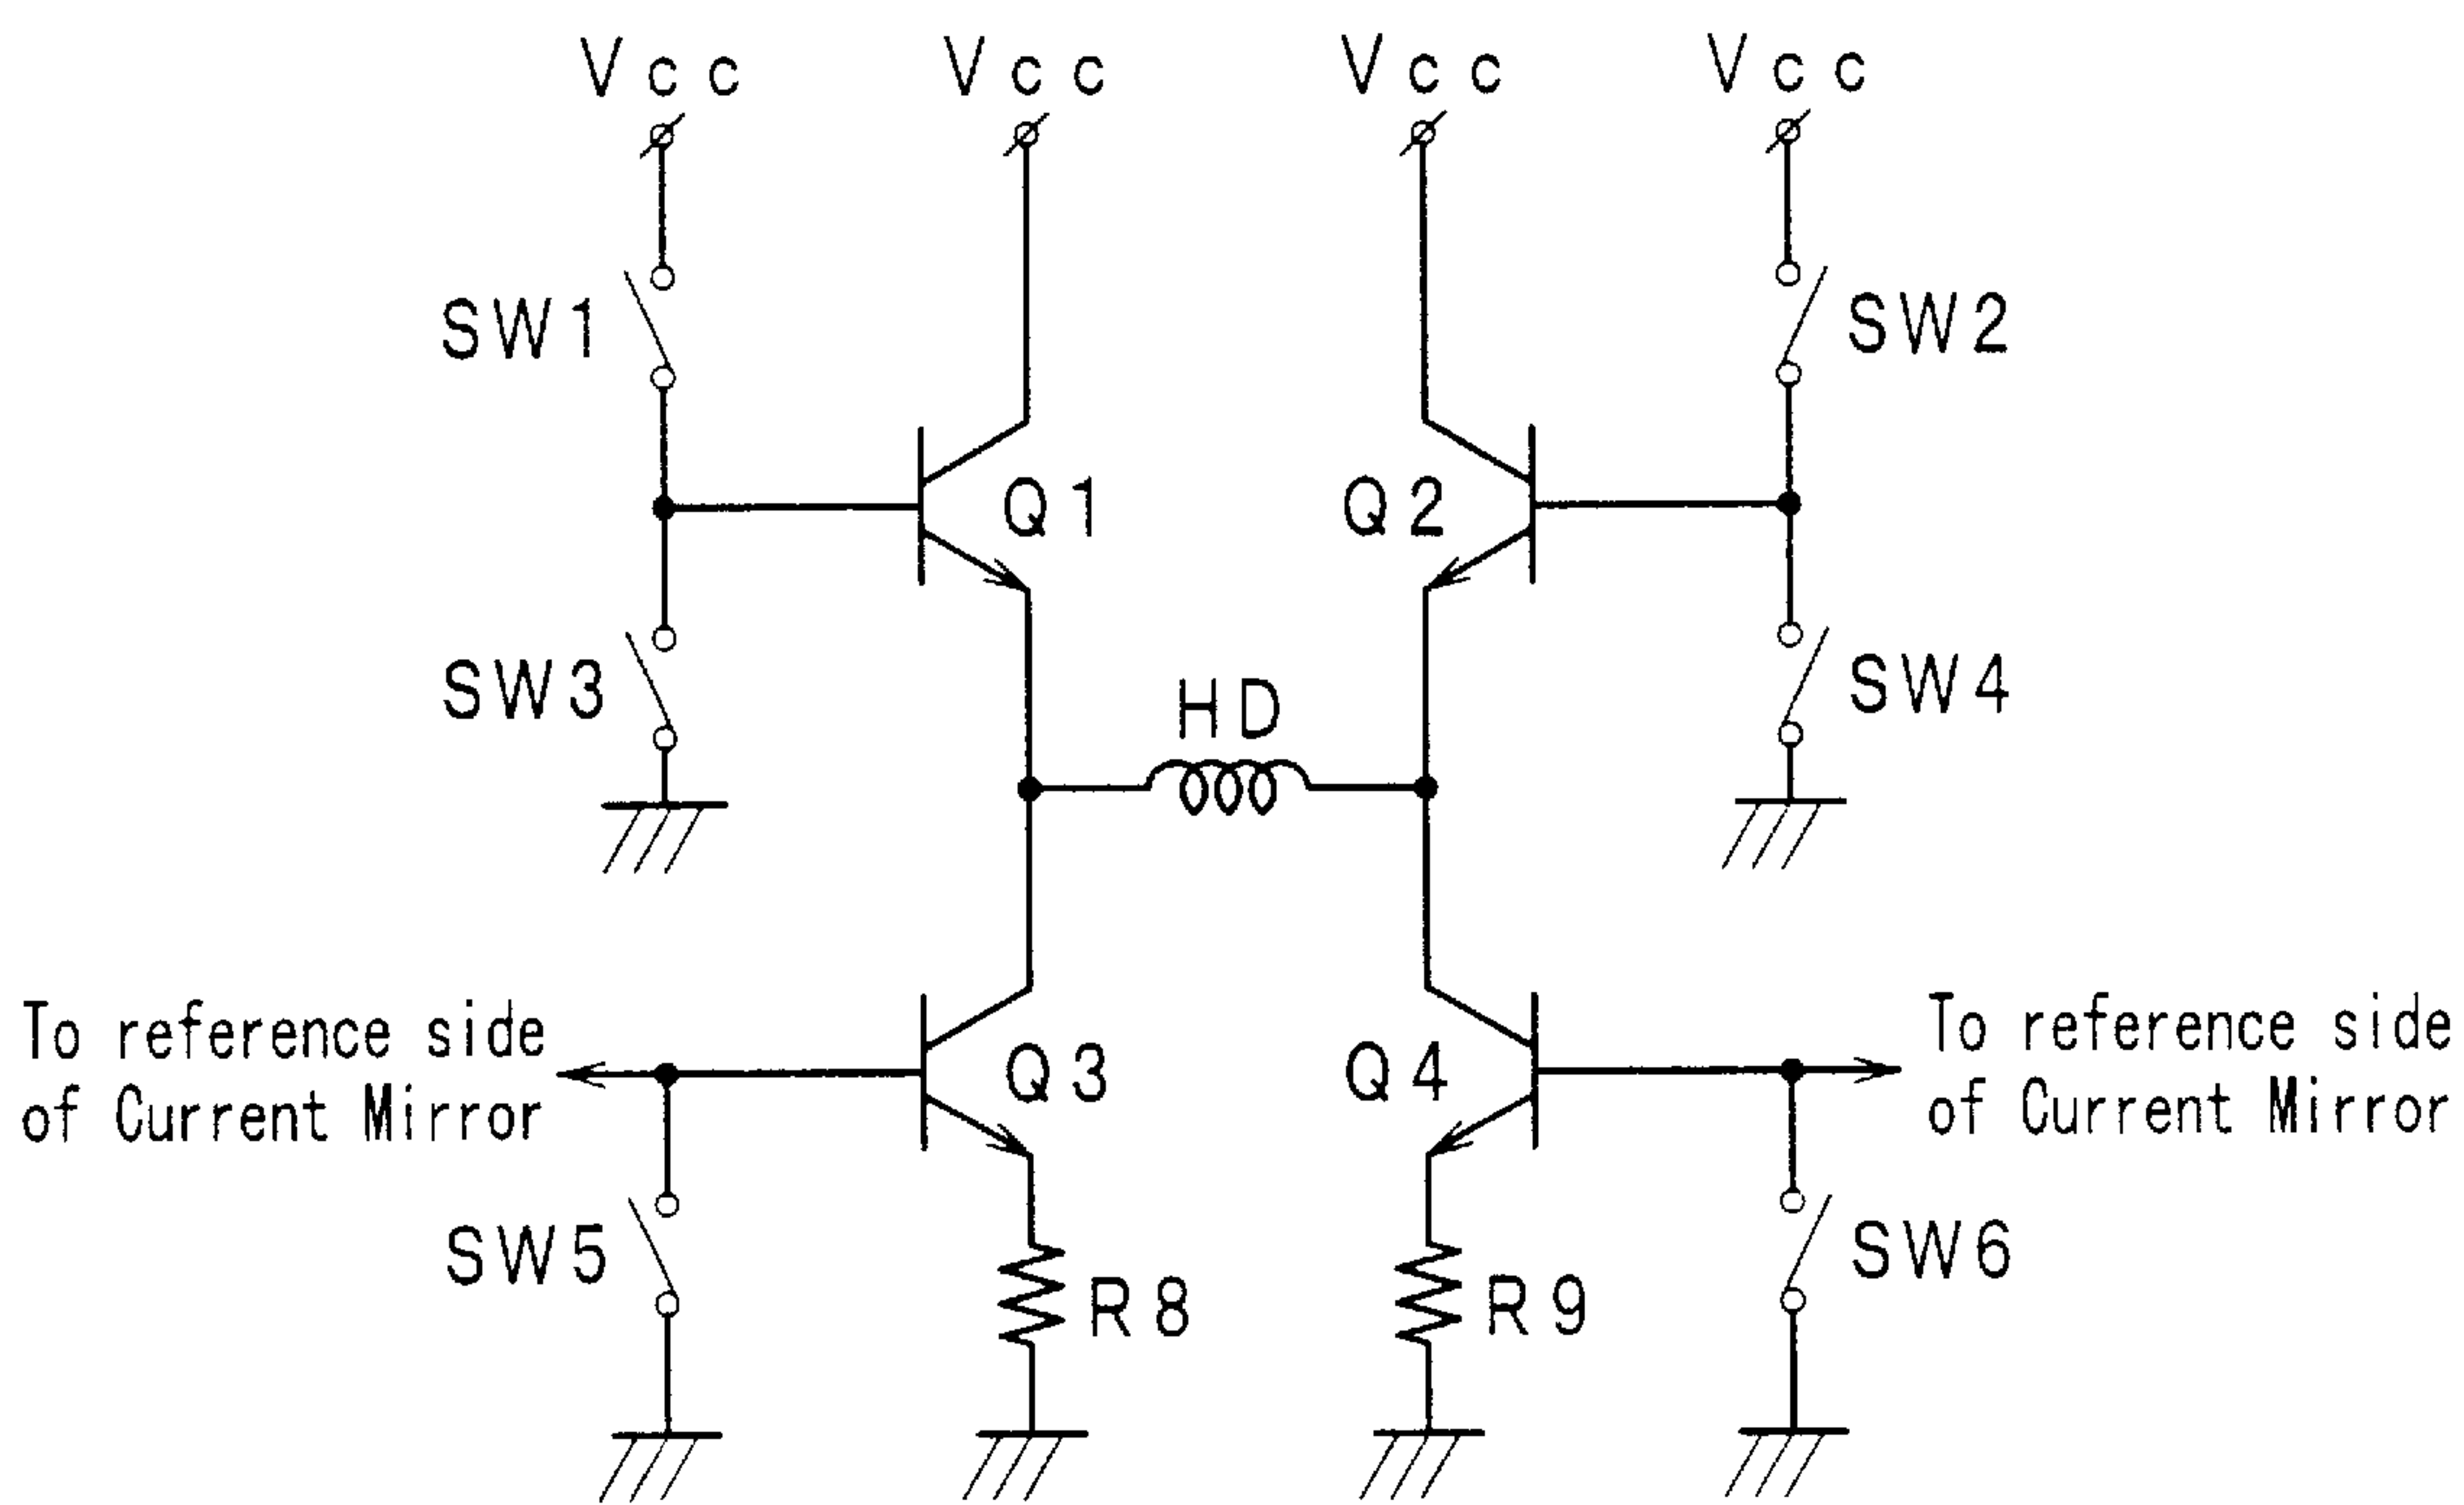 Vcc Vcc Vcc Vcc
SW1 SW2
Q1 Q2
SW3 HD SW4
To reference side
of Current Mirror
Q3 Q4
To reference side
of Current Mirror
SW5 R8 R9 SW6